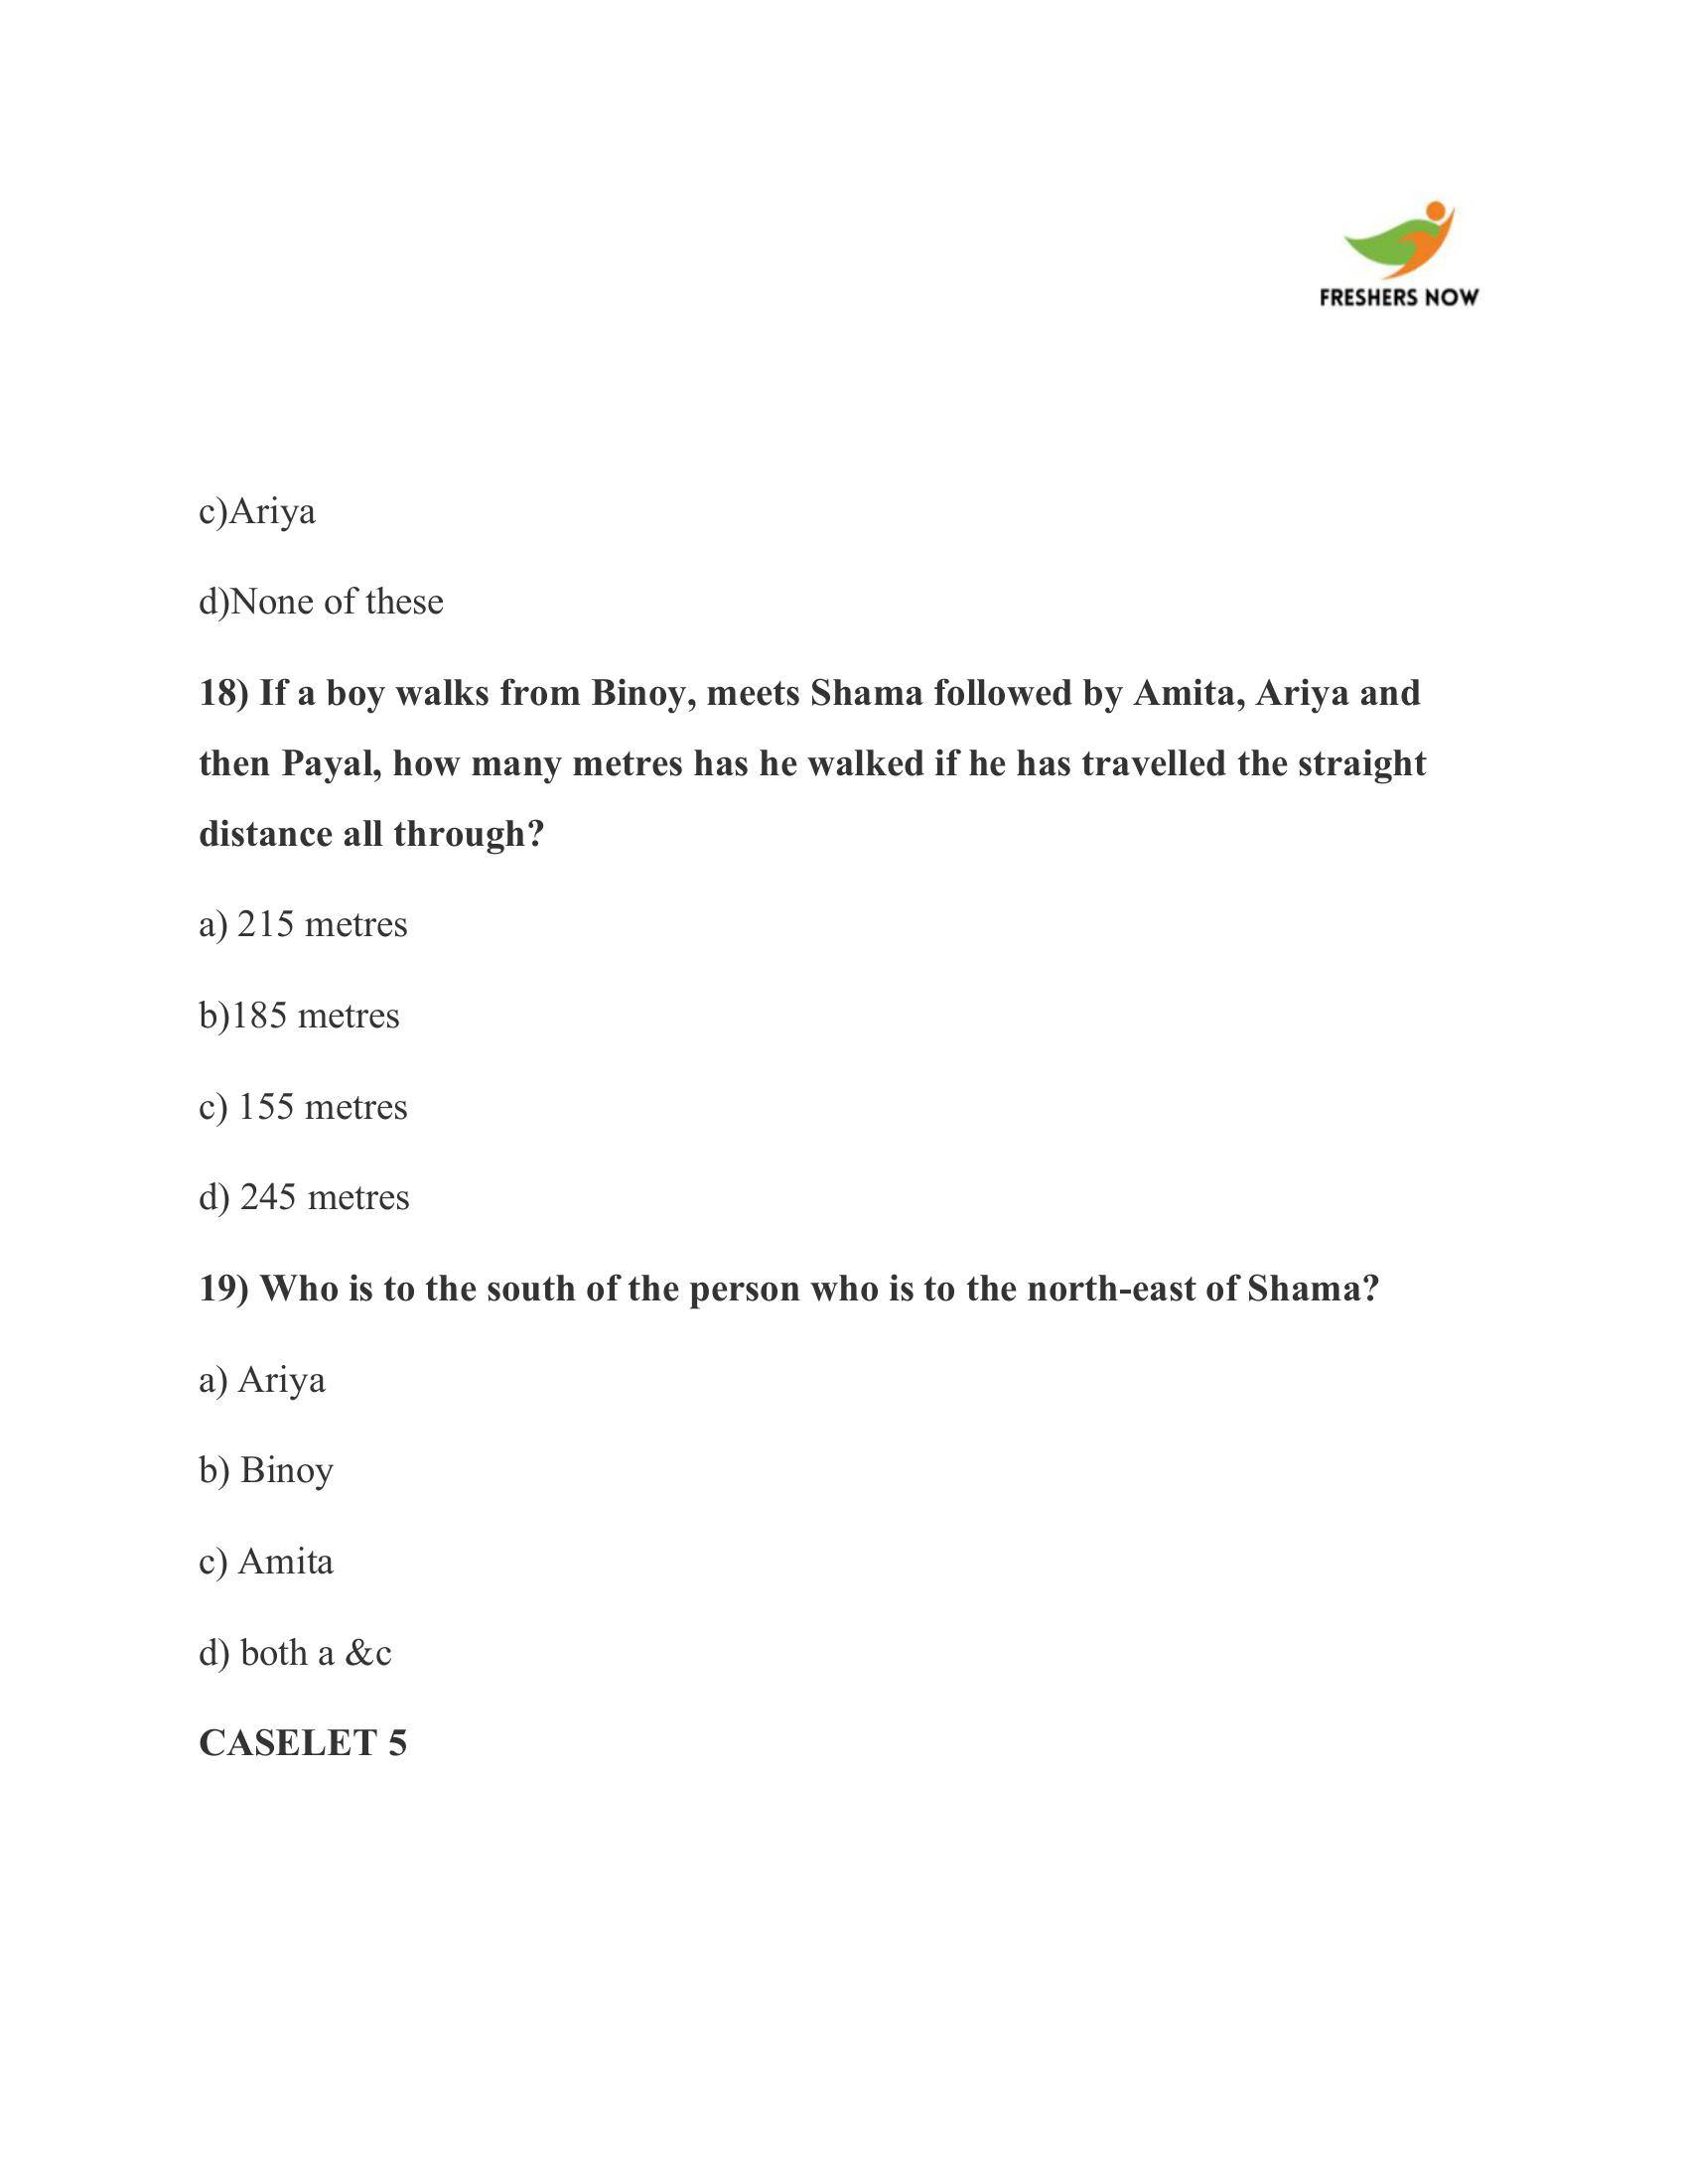 FRESHERS NOW
c)Ariya
d)None of these
18) If a boy walks from Binoy, meets Shama followed by Amita, Ariya and
then Payal, how many metres has he walked if he has travelled the straight
distance all through?
a) 215 metres
b)185 metres
c) 155 metres
d) 245 metres
19) Who is to the south of the person who is to the north-east of Shama?
a) Ariya
b) Binoy
c) Amita
d) both a &c
CASELET 5